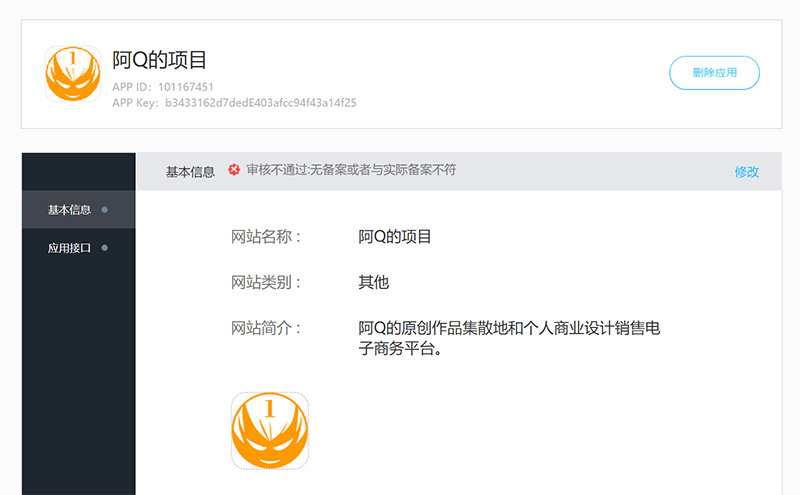 阿Q的项目
APP ID：101167451
APP Key：b3433162d7dedE403afcc94f43a14f25
删除应用
基本信息
审核不通过:无备案或者与实际备案不符
修改
基本信息
应用接口
网站名称：
阿Q的项目
网站类别：
其他
网站简介：
阿Q的原创作品集散地和个人商业设计销售电
子商务平台。
1
1